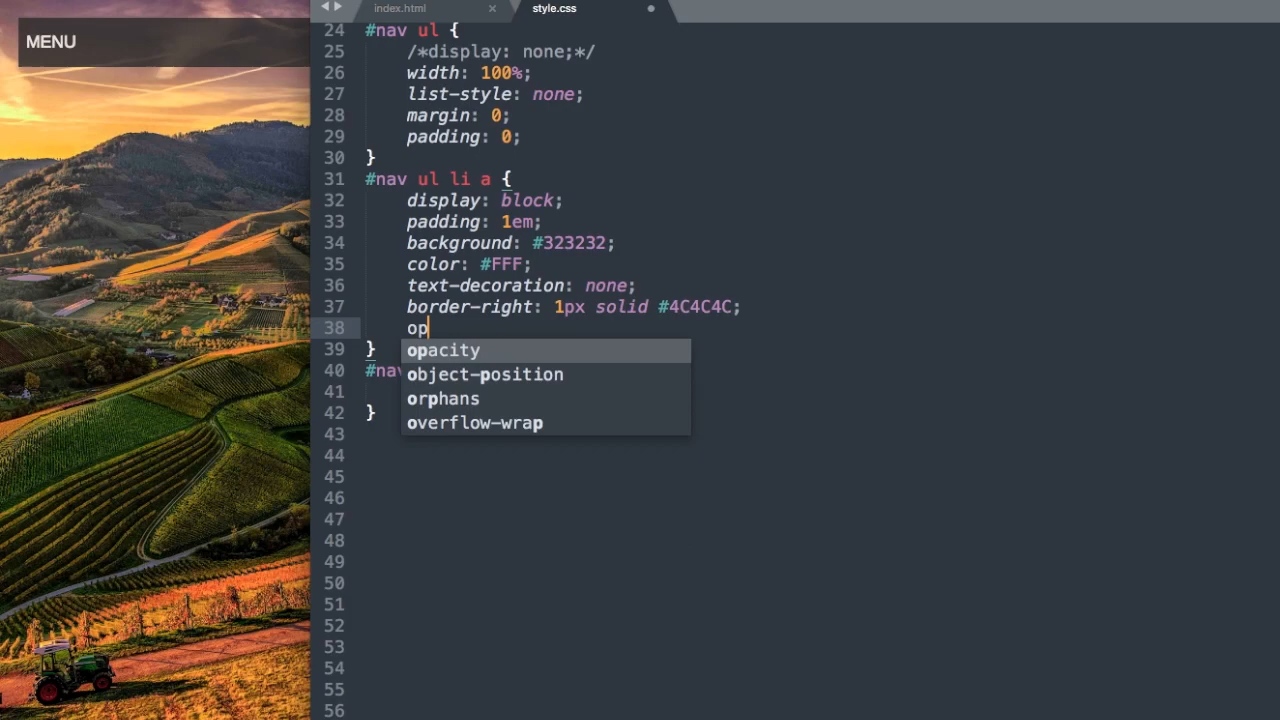 MENU
index.html
style.css
24 #nav ul {
25 /*display: none;*/
26 width: 100%;
27 list-style: none;
28 margin: 0;
29 padding: 0;
30 }
31 #nav ul li a {
32 display: block;
33 padding: 1em;
34 background: #323232;
35 color: #FFF;
36 text-decoration: none;
37 border-right: 1px solid #4C4C4C;
38 op
39 }
opacity
40 #nav
object-position
41
orphans
42 }
overflow-wrap
43
44
45
46
47
48
49
50
51
52
53
54
55
56